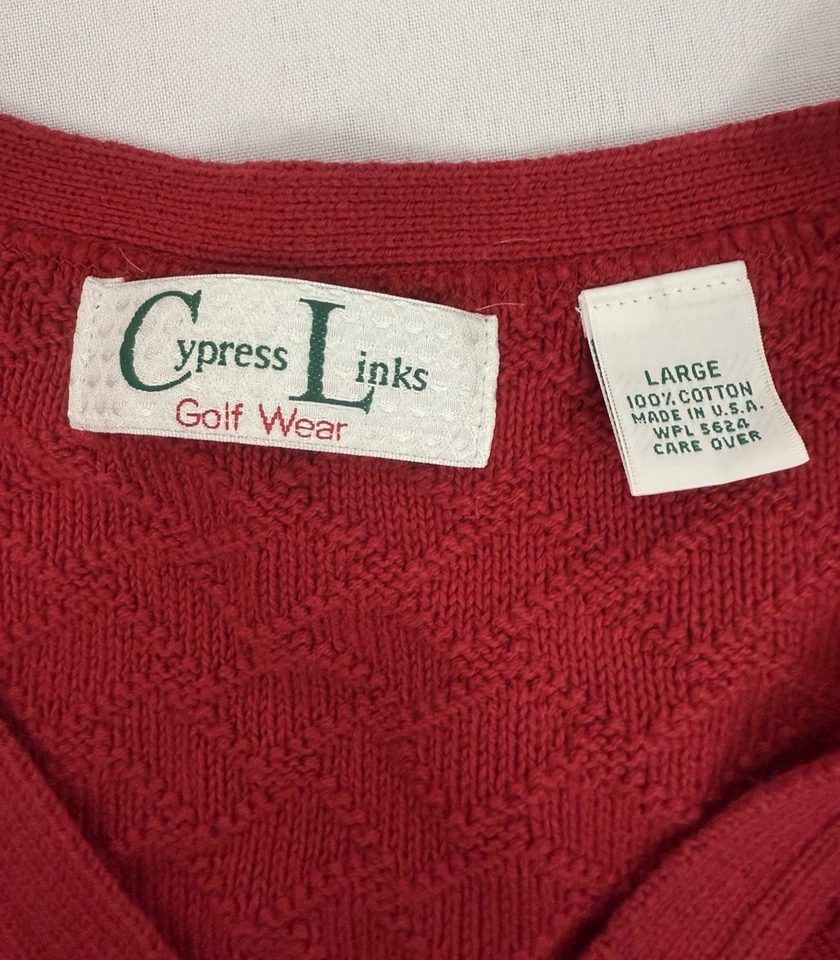 Cypress Links
Golf Wear
LARGE
100% COTTON
MADE IN U.S.A.
WPL 5624
CARE OVER